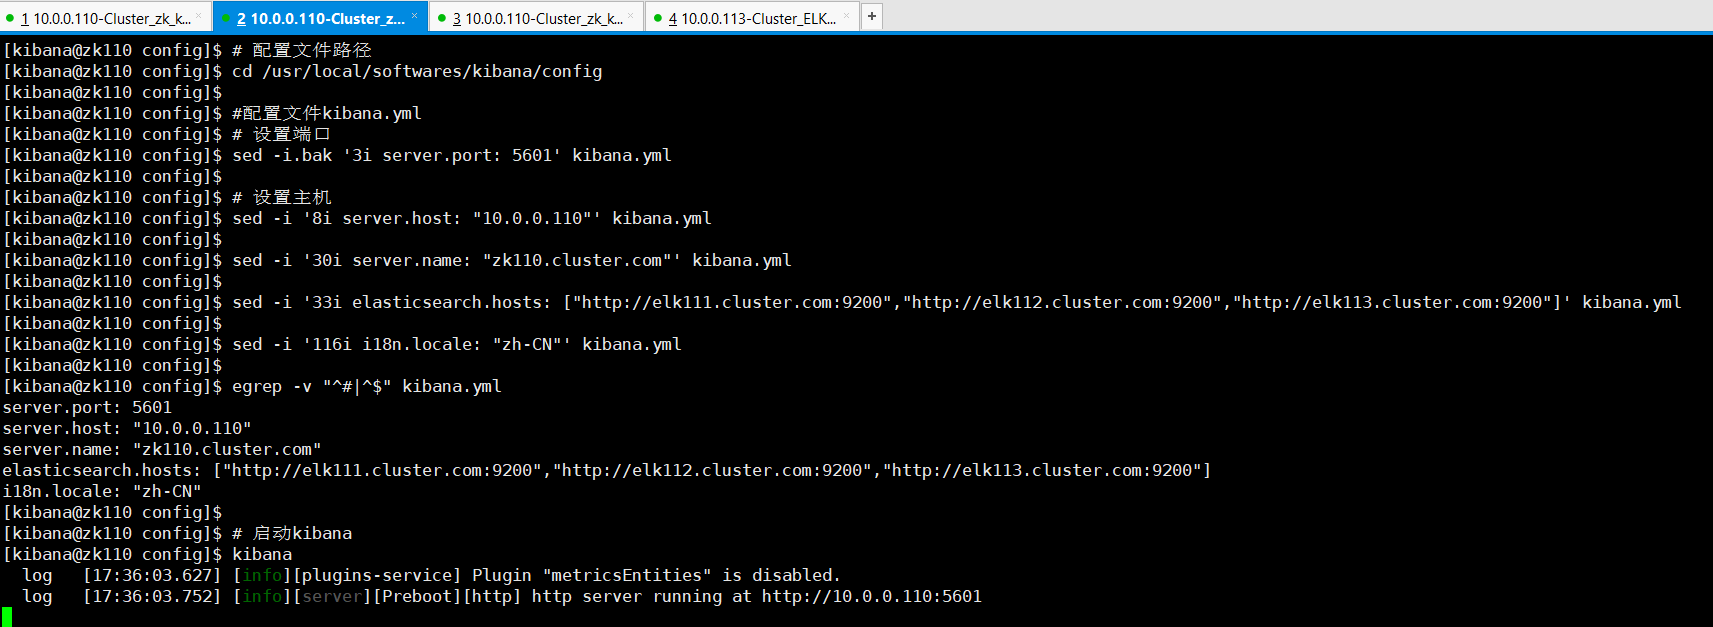 1 10.0.0.110-Cluster_zk_k... × 2 10.0.0.110-Cluster_z... × 3 10.0.0.110-Cluster_zk_k... × 4 10.0.0.113-Cluster_ELK... × +
[kibana@zk110 config]$ # 配置文件路径
[kibana@zk110 config]$ cd /usr/local/softwares/kibana/config
[kibana@zk110 config]$
[kibana@zk110 config]$ #配置文件kibana.yml
[kibana@zk110 config]$ # 设置端口
[kibana@zk110 config]$ sed -i.bak '3i server.port: 5601' kibana.yml
[kibana@zk110 config]$
[kibana@zk110 config]$ # 设置主机
[kibana@zk110 config]$ sed -i '8i server.host: "10.0.0.110"' kibana.yml
[kibana@zk110 config]$
[kibana@zk110 config]$ sed -i '30i server.name: "zk110.cluster.com"' kibana.yml
[kibana@zk110 config]$
[kibana@zk110 config]$ sed -i '33i elasticsearch.hosts: ["http://elk111.cluster.com:9200","http://elk112.cluster.com:9200","http://elk113.cluster.com:9200"]' kibana.yml
[kibana@zk110 config]$
[kibana@zk110 config]$ sed -i '116i i18n.locale: "zh-CN"' kibana.yml
[kibana@zk110 config]$
[kibana@zk110 config]$ egrep -v "^#|^$" kibana.yml
server.port: 5601
server.host: "10.0.0.110"
server.name: "zk110.cluster.com"
elasticsearch.hosts: ["http://elk111.cluster.com:9200","http://elk112.cluster.com:9200","http://elk113.cluster.com:9200"]
i18n.locale: "zh-CN"
[kibana@zk110 config]$
[kibana@zk110 config]$ # 启动kibana
[kibana@zk110 config]$ kibana
log [17:36:03.627] [info][plugins-service] Plugin "metricsEntities" is disabled.
log [17:36:03.752] [info][server][Preboot][http] http server running at http://10.0.0.110:5601